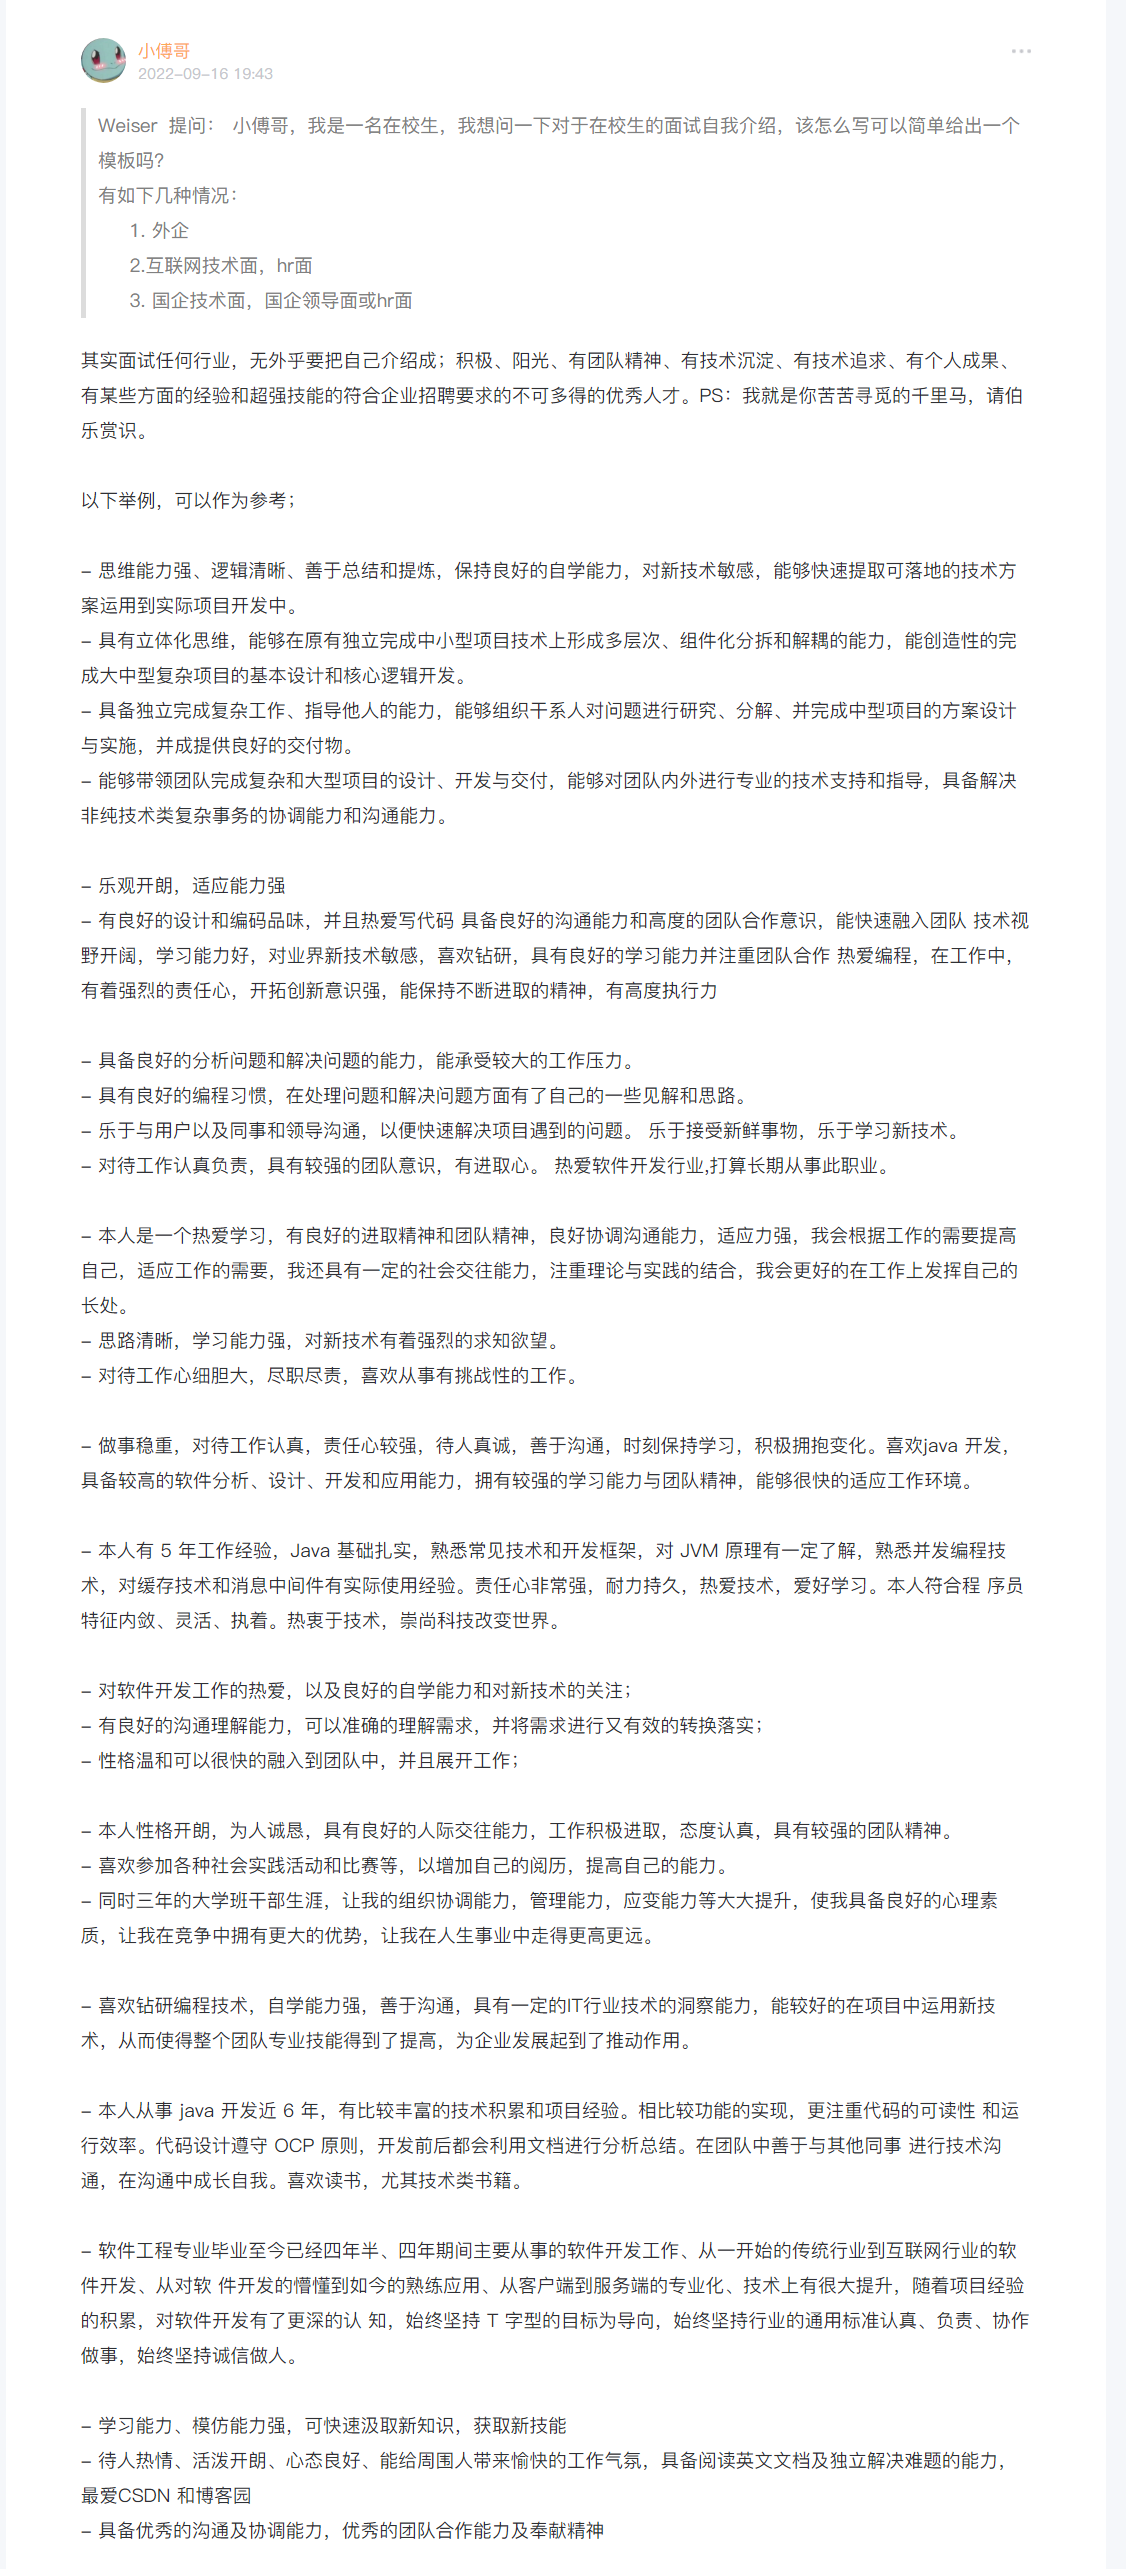 小傅哥
2022-09-16 19:43
Weiser 提问： 小傅哥，我是一名在校生，我想问一下对于在校生的面试自我介绍，该怎么写可以简单给出一个
模板吗?
有如下几种情况：
1. 外企
2.互联网技术面，hr面
3. 国企技术面，国企领导面或hr面
其实面试任何行业，无外乎要把自己介绍成；积极、阳光、有团队精神、有技术沉淀、有技术追求、有个人成果、
有某些方面的经验和超强技能的符合企业招聘要求的不可多得的优秀人才。PS：我就是你苦苦寻觅的千里马，请伯
乐赏识。
以下举例，可以作为参考；
- 思维能力强、逻辑清晰、善于总结和提炼，保持良好的自学能力，对新技术敏感，能够快速提取可落地的技术方
案运用到实际项目开发中。
- 具有立体化思维，能够在原有独立完成中小型项目技术上形成多层次、组件化分拆和解耦的能力，能创造性的完
成大中型复杂项目的基本设计和核心逻辑开发。
- 具备独立完成复杂工作、指导他人的能力，能够组织干系人对问题进行研究、分解、并完成中型项目的方案设计
与实施，并成提供良好的交付物。
- 能够带领团队完成复杂和大型项目的设计、开发与交付，能够对团队内外进行专业的技术支持和指导，具备解决
非纯技术类复杂事务的协调能力和沟通能力。
- 乐观开朗，适应能力强
- 有良好的设计和编码品味，并且热爱写代码 具备良好的沟通能力和高度的团队合作意识，能快速融入团队 技术视
野开阔，学习能力好，对业界新技术敏感，喜欢钻研，具有良好的学习能力并注重团队合作 热爱编程，在工作中，
有着强烈的责任心，开拓创新意识强，能保持不断进取的精神，有高度执行力
- 具备良好的分析问题和解决问题的能力，能承受较大的工作压力。
- 具有良好的编程习惯，在处理问题和解决问题方面有了自己的一些见解和思路。
- 乐于与用户以及同事和领导沟通，以便快速解决项目遇到的问题。 乐于接受新鲜事物，乐于学习新技术。
- 对待工作认真负责，具有较强的团队意识，有进取心。 热爱软件开发行业,打算长期从事此职业。
- 本人是一个热爱学习，有良好的进取精神和团队精神，良好协调沟通能力，适应力强，我会根据工作的需要提高
自己，适应工作的需要，我还具有一定的社会交往能力，注重理论与实践的结合，我会更好的在工作上发挥自己的
长处。
- 思路清晰，学习能力强，对新技术有着强烈的求知欲望。
- 对待工作心细胆大，尽职尽责，喜欢从事有挑战性的工作。
- 做事稳重，对待工作认真，责任心较强，待人真诚，善于沟通，时刻保持学习，积极拥抱变化。喜欢java 开发，
具备较高的软件分析、设计、开发和应用能力，拥有较强的学习能力与团队精神，能够很快的适应工作环境。
- 本人有 5 年工作经验，Java 基础扎实，熟悉常见技术和开发框架，对 JVM 原理有一定了解，熟悉并发编程技
术，对缓存技术和消息中间件有实际使用经验。责任心非常强，耐力持久，热爱技术，爱好学习。本人符合程 序员
特征内敛、灵活、执着。热衷于技术，崇尚科技改变世界。
- 对软件开发工作的热爱，以及良好的自学能力和对新技术的关注；
- 有良好的沟通理解能力，可以准确的理解需求，并将需求进行又有效的转换落实；
- 性格温和可以很快的融入到团队中，并且展开工作；
- 本人性格开朗，为人诚恳，具有良好的人际交往能力，工作积极进取，态度认真，具有较强的团队精神。
- 喜欢参加各种社会实践活动和比赛等，以增加自己的阅历，提高自己的能力。
- 同时三年的大学班干部生涯，让我的组织协调能力，管理能力，应变能力等大大提升，使我具备良好的心理素
质，让我在竞争中拥有更大的优势，让我在人生事业中走得更高更远。
- 喜欢钻研编程技术，自学能力强，善于沟通，具有一定的IT行业技术的洞察能力，能较好的在项目中运用新技
术，从而使得整个团队专业技能得到了提高，为企业发展起到了推动作用。
- 本人从事 java 开发近 6 年，有比较丰富的技术积累和项目经验。相比较功能的实现，更注重代码的可读性 和运
行效率。代码设计遵守 OCP 原则，开发前后都会利用文档进行分析总结。在团队中善于与其他同事 进行技术沟
通，在沟通中成长自我。喜欢读书，尤其技术类书籍。
- 软件工程专业毕业至今已经四年半、四年期间主要从事的软件开发工作、从一开始的传统行业到互联网行业的软
件开发、从对软 件开发的懵懂到如今的熟练应用、从客户端到服务端的专业化、技术上有很大提升，随着项目经验
的积累，对软件开发有了更深的认 知，始终坚持 T 字型的目标为导向，始终坚持行业的通用标准认真、负责、协作
做事，始终坚持诚信做人。
- 学习能力、模仿能力强，可快速汲取新知识，获取新技能
- 待人热情、活泼开朗、心态良好、能给周围人带来愉快的工作气氛，具备阅读英文文档及独立解决难题的能力，
最爱CSDN 和博客园
- 具备优秀的沟通及协调能力，优秀的团队合作能力及奉献精神